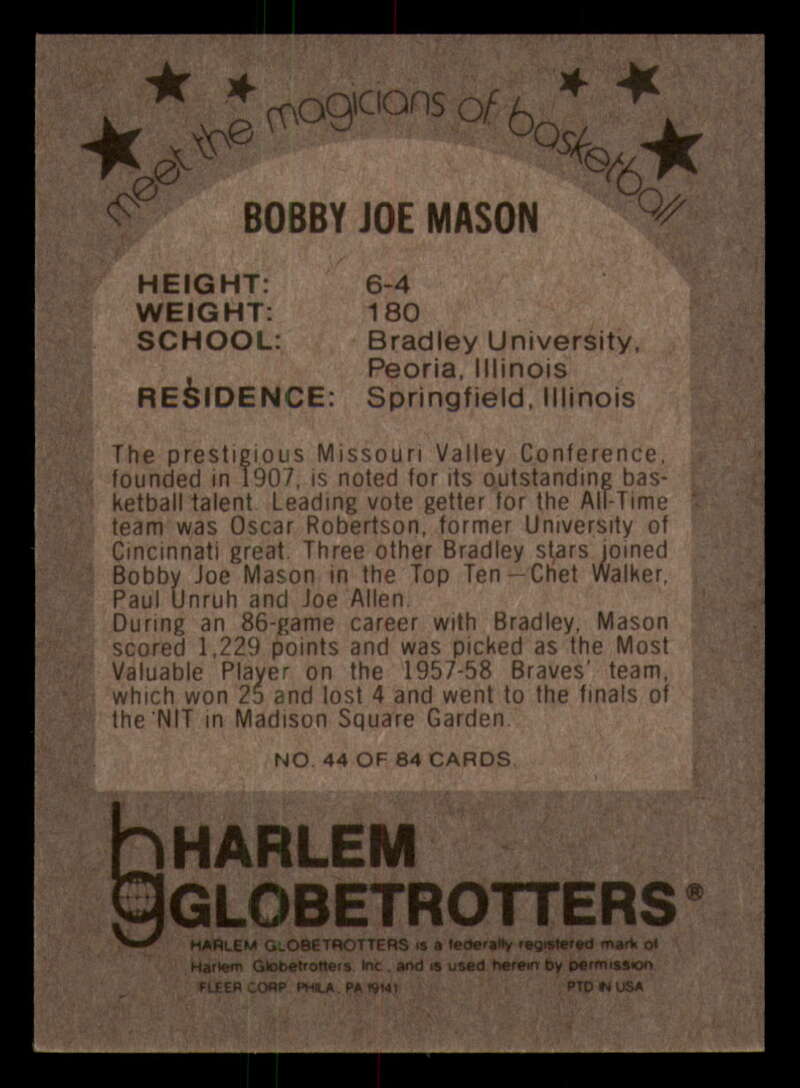 meet the magicians of basketball
BOBBY JOE MASON
HEIGHT: 6-4
WEIGHT: 180
SCHOOL: Bradley University,
Peoria, Illinois
RESIDENCE: Springfield, Illinois
The prestigious Missouri Valley Conference,
founded in 1907, is noted for its outstanding bas-
ketball talent. Leading vote getter for the All-Time
team was Oscar Robertson, former University of
Cincinnati great. Three other Bradley stars joined
Bobby Joe Mason in the Top Ten—Chet Walker,
Paul Unruh and Joe Allen.
During an 86-game career with Bradley, Mason
scored 1,229 points and was picked as the Most
Valuable Player on the 1957-58 Braves' team,
which won 25 and lost 4 and went to the finals of
the NIT in Madison Square Garden.
NO. 44 OF 84 CARDS.
hg HARLEM
GLOBETROTTERS®
HARLEM GLOBETROTTERS is a federally registered mark of
Harlem Globetrotters, Inc., and is used herein by permission.
FLEER CORP. PHILA., PA 19141 PTD IN USA